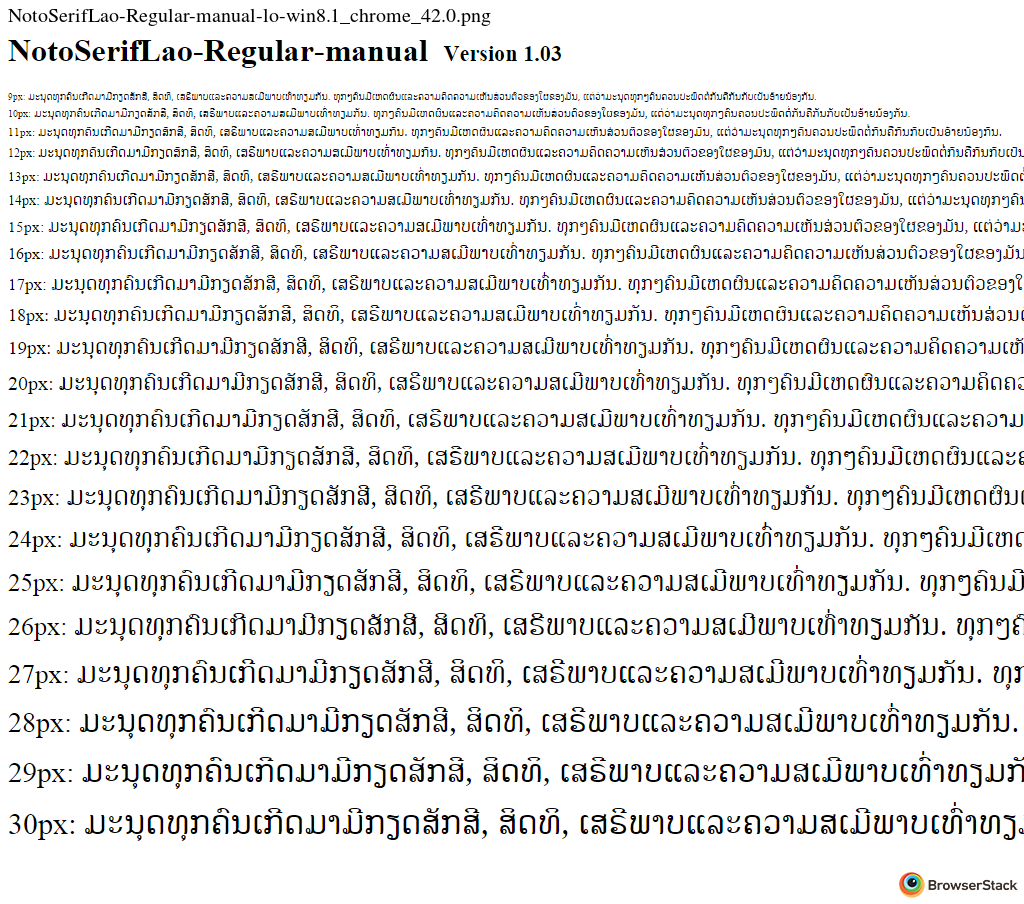 NotoSerifLao-Regular-manual-lo-win8.1_chrome_42.0.png
NotoSerifLao-Regular-manual Version 1.03
9px: ມະນຸດທຸກຄົນເກີດມາມີກຽດສັກສີ, ສິດທິ, ເສຣີພາບແລະຄວາມສເມີພາບເທົ່າທຽມກັນ. ທຸກໆຄົນມີເຫດຜົນແລະຄວາມຄິດຄວາມເຫັນສ່ວນຕົວຂອງໃຜຂອງມັນ, ແຕ່ວ່າມະນຸດທຸກໆຄົນຄວນປະພຶດຕໍ່ກັນຄືກັນກັບເປັນອ້າຍນ້ອງກັນ.
10px: ມະນຸດທຸກຄົນເກີດມາມີກຽດສັກສີ, ສິດທິ, ເສຣີພາບແລະຄວາມສເມີພາບເທົ່າທຽມກັນ. ທຸກໆຄົນມີເຫດຜົນແລະຄວາມຄິດຄວາມເຫັນສ່ວນຕົວຂອງໃຜຂອງມັນ, ແຕ່ວ່າມະນຸດທຸກໆຄົນຄວນປະພຶດຕໍ່ກັນຄືກັນກັບເປັນອ້າຍນ້ອງກັນ.
11px: ມະນຸດທຸກຄົນເກີດມາມີກຽດສັກສີ, ສິດທິ, ເສຣີພາບແລະຄວາມສເມີພາບເທົ່າທຽມກັນ. ທຸກໆຄົນມີເຫດຜົນແລະຄວາມຄິດຄວາມເຫັນສ່ວນຕົວຂອງໃຜຂອງມັນ, ແຕ່ວ່າມະນຸດທຸກໆຄົນຄວນປະພຶດຕໍ່ກັນຄືກັນກັບເປັນອ້າຍນ້ອງກັນ.
12px: ມະນຸດທຸກຄົນເກີດມາມີກຽດສັກສີ, ສິດທິ, ເສຣີພາບແລະຄວາມສເມີພາບເທົ່າທຽມກັນ. ທຸກໆຄົນມີເຫດຜົນແລະຄວາມຄິດຄວາມເຫັນສ່ວນຕົວຂອງໃຜຂອງມັນ, ແຕ່ວ່າມະນຸດທຸກໆຄົນຄວນປະພຶດຕໍ່ກັນຄືກັນກັບເປັນ
13px: ມະນຸດທຸກຄົນເກີດມາມີກຽດສັກສີ, ສິດທິ, ເສຣີພາບແລະຄວາມສເມີພາບເທົ່າທຽມກັນ. ທຸກໆຄົນມີເຫດຜົນແລະຄວາມຄິດຄວາມເຫັນສ່ວນຕົວຂອງໃຜຂອງມັນ, ແຕ່ວ່າມະນຸດທຸກໆຄົນຄວນປະພຶດຕໍ່
14px: ມະນຸດທຸກຄົນເກີດມາມີກຽດສັກສີ, ສິດທິ, ເສຣີພາບແລະຄວາມສເມີພາບເທົ່າທຽມກັນ. ທຸກໆຄົນມີເຫດຜົນແລະຄວາມຄິດຄວາມເຫັນສ່ວນຕົວຂອງໃຜຂອງມັນ, ແຕ່ວ່າມະນຸດທຸກໆຄົນ
15px: ມະນຸດທຸກຄົນເກີດມາມີກຽດສັກສີ, ສິດທິ, ເສຣີພາບແລະຄວາມສເມີພາບເທົ່າທຽມກັນ. ທຸກໆຄົນມີເຫດຜົນແລະຄວາມຄິດຄວາມເຫັນສ່ວນຕົວຂອງໃຜຂອງມັນ, ແຕ່ວ່າມະ
16px: ມະນຸດທຸກຄົນເກີດມາມີກຽດສັກສີ, ສິດທິ, ເສຣີພາບແລະຄວາມສເມີພາບເທົ່າທຽມກັນ. ທຸກໆຄົນມີເຫດຜົນແລະຄວາມຄິດຄວາມເຫັນສ່ວນຕົວຂອງໃຜຂອງມັນ
17px: ມະນຸດທຸກຄົນເກີດມາມີກຽດສັກສີ, ສິດທິ, ເສຣີພາບແລະຄວາມສເມີພາບເທົ່າທຽມກັນ. ທຸກໆຄົນມີເຫດຜົນແລະຄວາມຄິດຄວາມເຫັນສ່ວນຕົວຂອງໃ
18px: ມະນຸດທຸກຄົນເກີດມາມີກຽດສັກສີ, ສິດທິ, ເສຣີພາບແລະຄວາມສເມີພາບເທົ່າທຽມກັນ. ທຸກໆຄົນມີເຫດຜົນແລະຄວາມຄິດຄວາມເຫັນສ່ວນ
19px: ມະນຸດທຸກຄົນເກີດມາມີກຽດສັກສີ, ສິດທິ, ເສຣີພາບແລະຄວາມສເມີພາບເທົ່າທຽມກັນ. ທຸກໆຄົນມີເຫດຜົນແລະຄວາມຄິດຄວາມເຫັ
20px: ມະນຸດທຸກຄົນເກີດມາມີກຽດສັກສີ, ສິດທິ, ເສຣີພາບແລະຄວາມສເມີພາບເທົ່າທຽມກັນ. ທຸກໆຄົນມີເຫດຜົນແລະຄວາມຄິດຄວ
21px: ມະນຸດທຸກຄົນເກີດມາມີກຽດສັກສີ, ສິດທິ, ເສຣີພາບແລະຄວາມສເມີພາບເທົ່າທຽມກັນ. ທຸກໆຄົນມີເຫດຜົນແລະຄວາມ
22px: ມະນຸດທຸກຄົນເກີດມາມີກຽດສັກສີ, ສິດທິ, ເສຣີພາບແລະຄວາມສເມີພາບເທົ່າທຽມກັນ. ທຸກໆຄົນມີເຫດຜົນແລະຄ
23px: ມະນຸດທຸກຄົນເກີດມາມີກຽດສັກສີ, ສິດທິ, ເສຣີພາບແລະຄວາມສເມີພາບເທົ່າທຽມກັນ. ທຸກໆຄົນມີເຫດຜົນ
24px: ມະນຸດທຸກຄົນເກີດມາມີກຽດສັກສີ, ສິດທິ, ເສຣີພາບແລະຄວາມສເມີພາບເທົ່າທຽມກັນ. ທຸກໆຄົນມີເຫດ
25px: ມະນຸດທຸກຄົນເກີດມາມີກຽດສັກສີ, ສິດທິ, ເສຣີພາບແລະຄວາມສເມີພາບເທົ່າທຽມກັນ. ທຸກໆຄົນມີ
26px: ມະນຸດທຸກຄົນເກີດມາມີກຽດສັກສີ, ສິດທິ, ເສຣີພາບແລະຄວາມສເມີພາບເທົ່າທຽມກັນ. ທຸກໆຄົ
27px: ມະນຸດທຸກຄົນເກີດມາມີກຽດສັກສີ, ສິດທິ, ເສຣີພາບແລະຄວາມສເມີພາບເທົ່າທຽມກັນ. ທຸກ
28px: ມະນຸດທຸກຄົນເກີດມາມີກຽດສັກສີ, ສິດທິ, ເສຣີພາບແລະຄວາມສເມີພາບເທົ່າທຽມກັນ.
29px: ມະນຸດທຸກຄົນເກີດມາມີກຽດສັກສີ, ສິດທິ, ເສຣີພາບແລະຄວາມສເມີພາບເທົ່າທຽມກັ
30px: ມະນຸດທຸກຄົນເກີດມາມີກຽດສັກສີ, ສິດທິ, ເສຣີພາບແລະຄວາມສເມີພາບເທົ່າທຽມ
BrowserStack